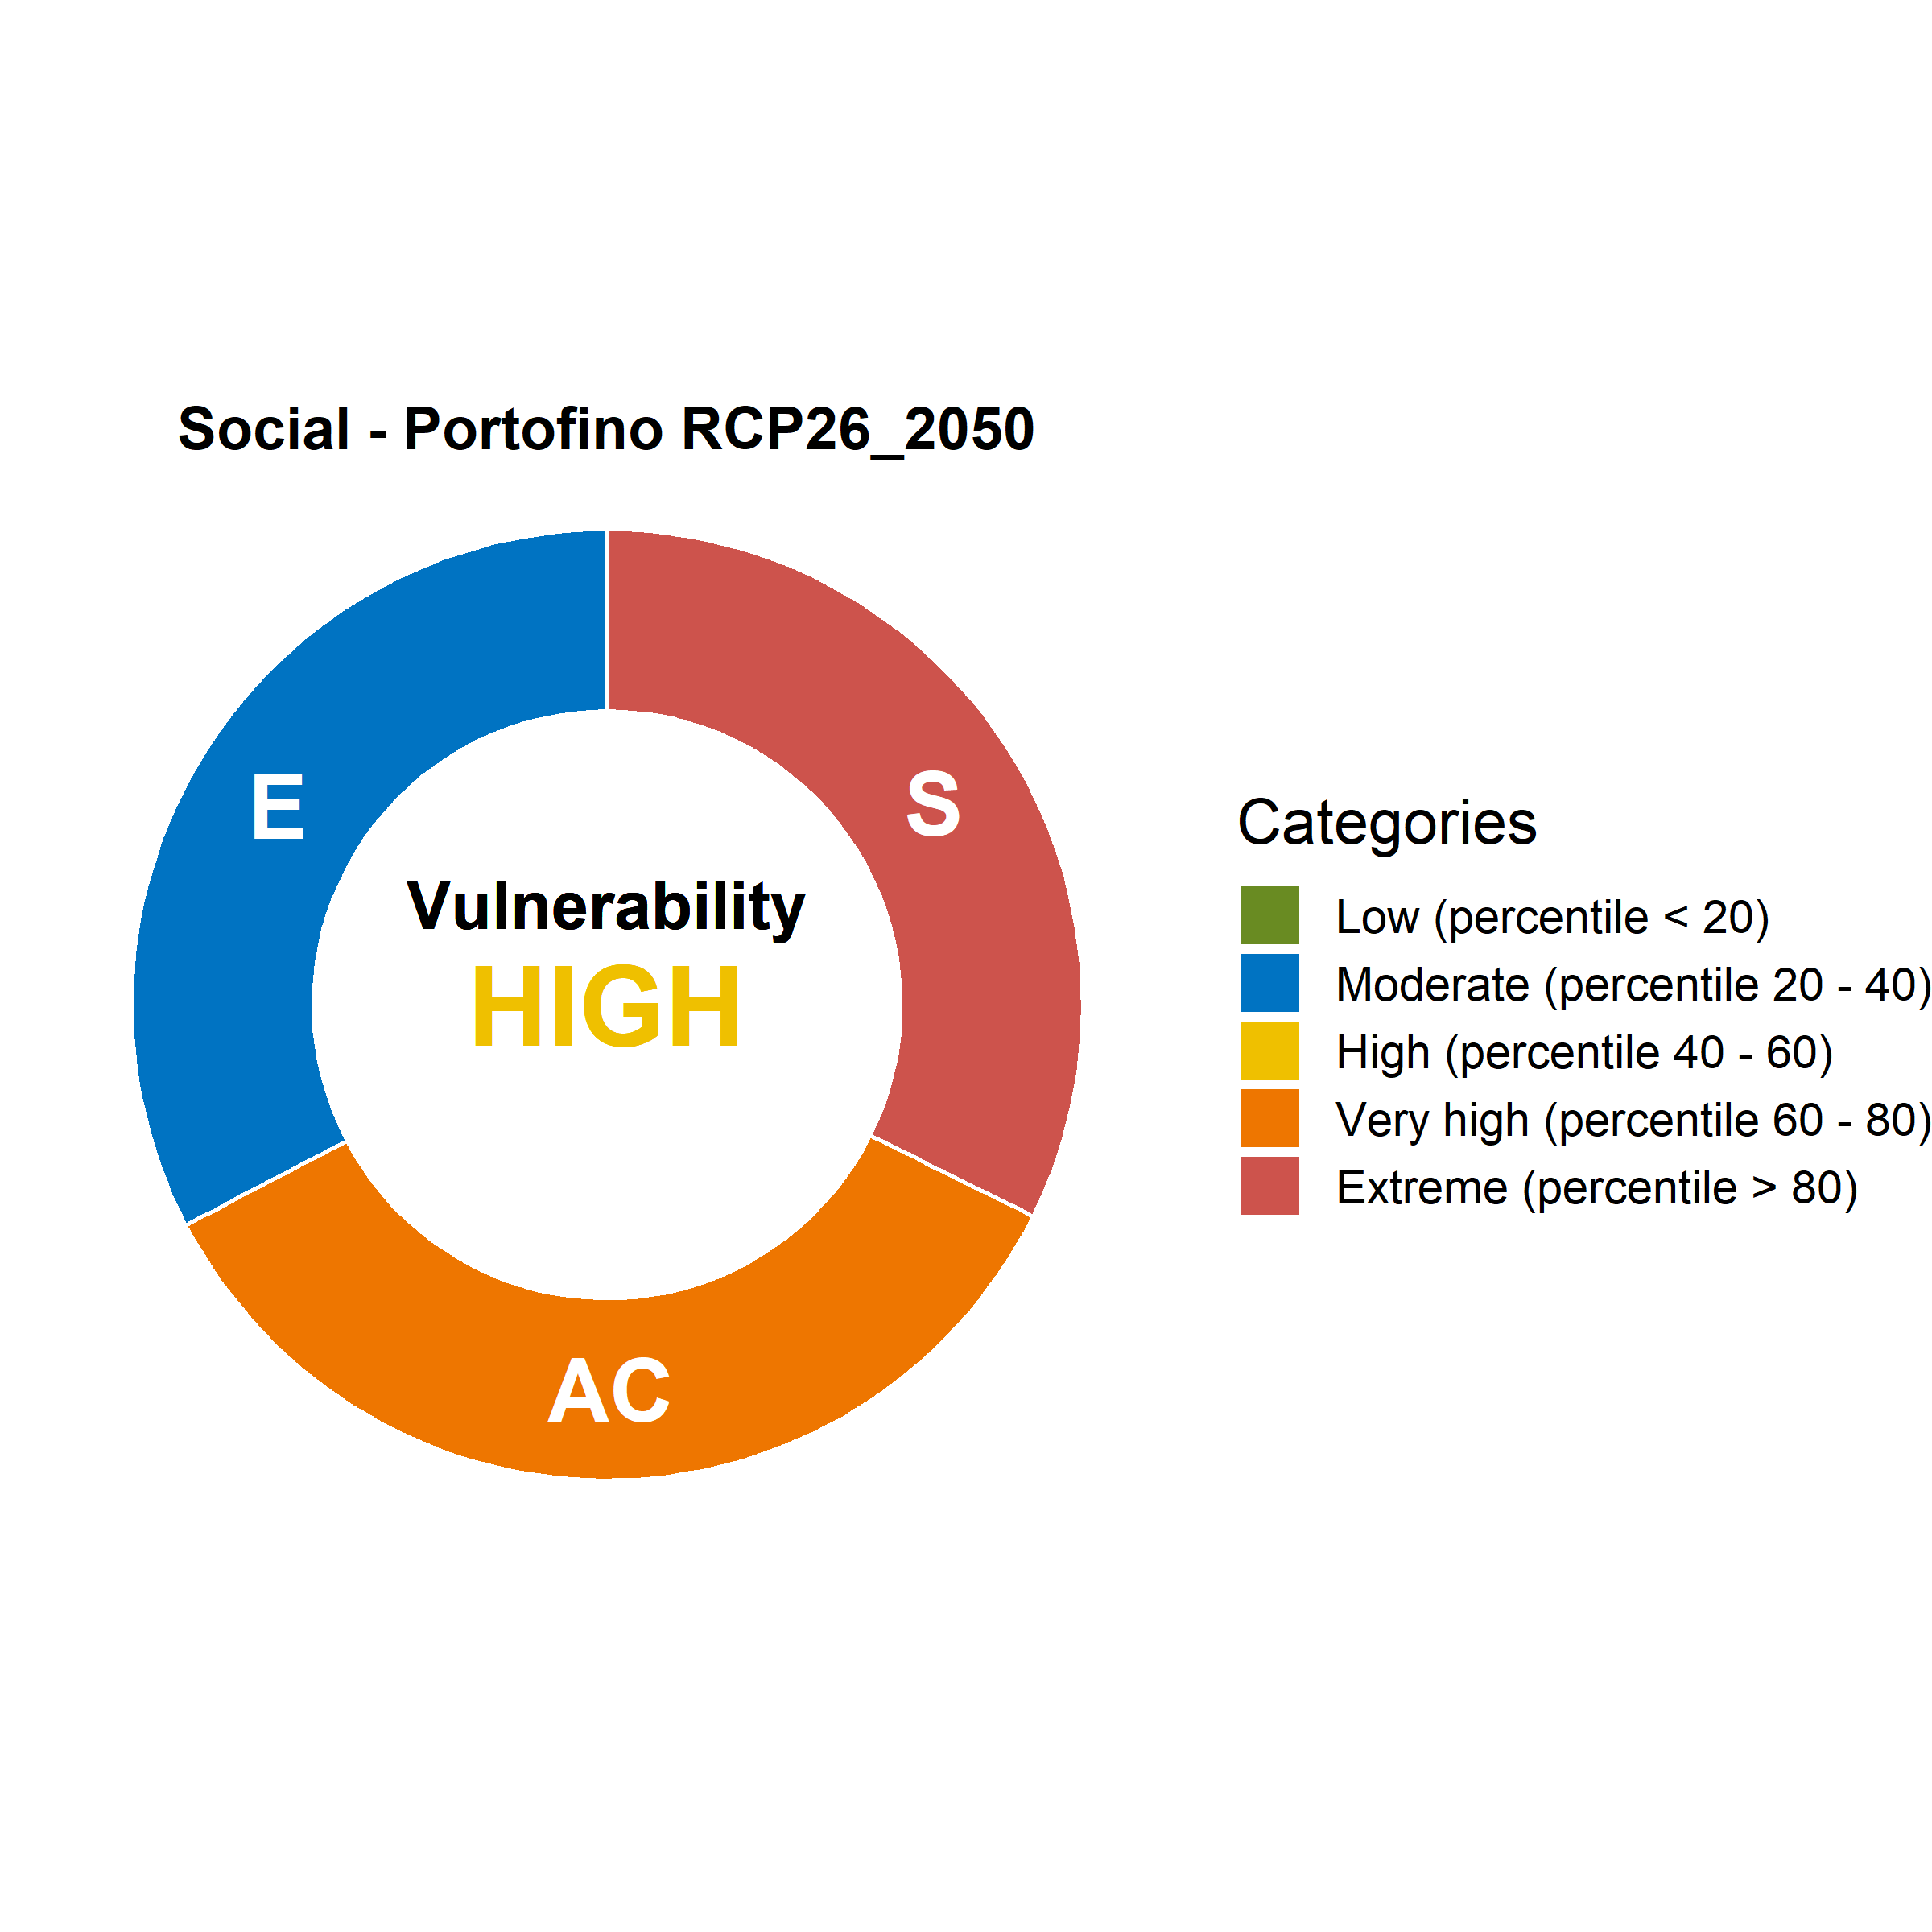 Social - Portofino RCP26_2050
E
S
Vulnerability
HIGH
AC
Categories
Low (percentile < 20)
Moderate (percentile 20 - 40)
High (percentile 40 - 60)
Very high (percentile 60 - 80)
Extreme (percentile > 80)